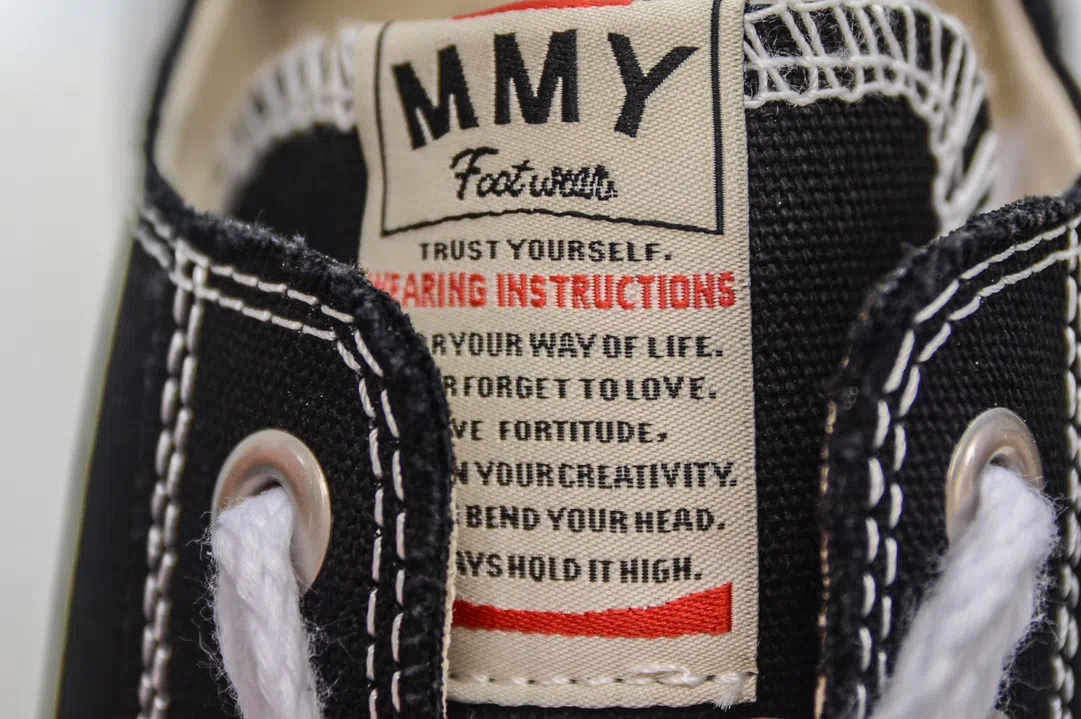 MMY
Footwear
TRUST YOURSELF.
WEARING INSTRUCTIONS
YOUR WAY OF LIFE.
FORGET TO LOVE.
FORTITUDE,
YOUR CREATIVITY.
BEND YOUR HEAD.
HOLD IT HIGH.